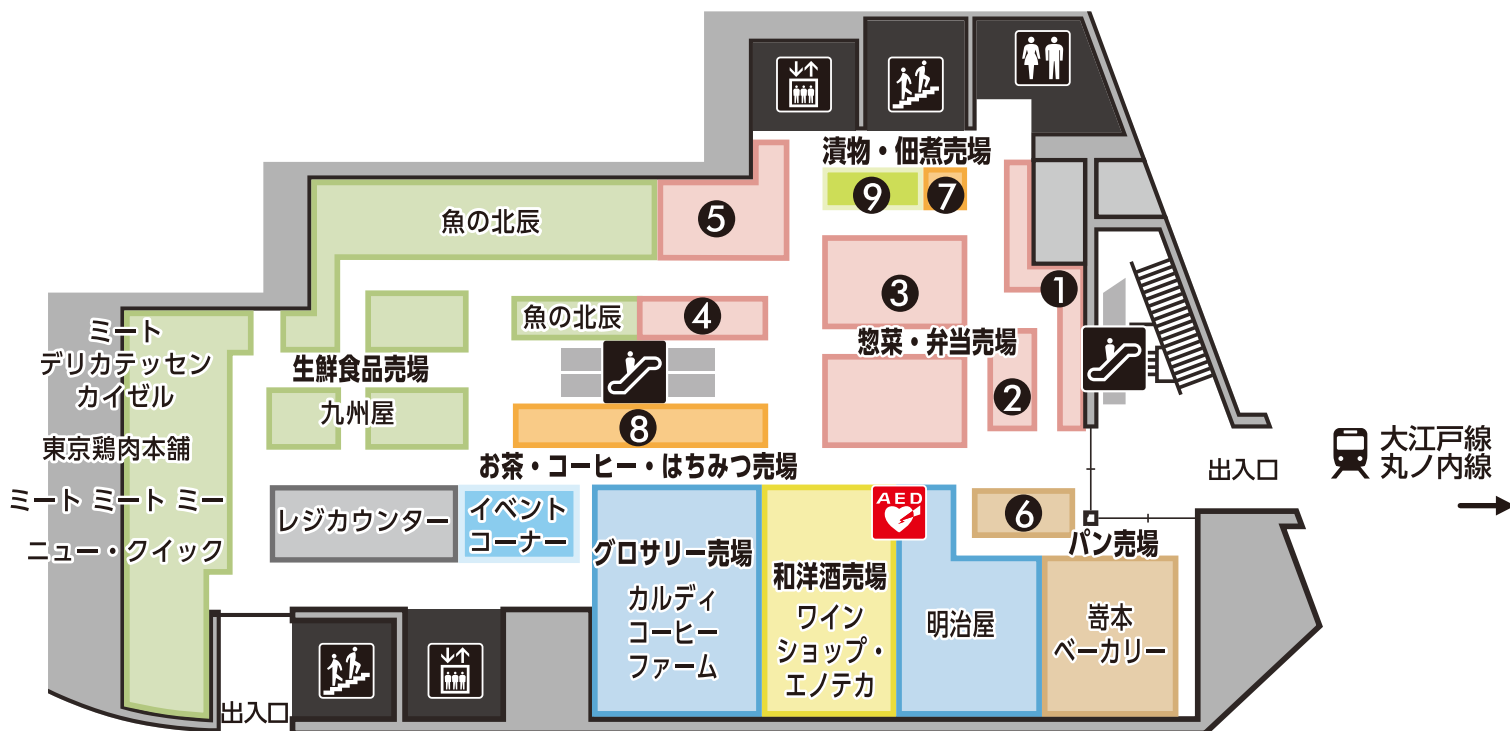 漬物・佃煮売場
9
7
魚の北辰
5
3
1
魚の北辰
4
惣菜・弁当売場
2
ミート
デリカテッセン
カイゼル
生鮮食品売場
九州屋
8
東京鶏肉本舗
お茶・コーヒー・はちみつ売場
出入口
大江戸線
丸ノ内線
ミート ミート ミー
ニュー・クイック
レジカウンター
イベント
コーナー
AED
6
パン売場
グロサリー売場
カルディ
コーヒー
ファーム
和洋酒売場
ワイン
ショップ・
エノテカ
明治屋
嵜本
ベーカリー
出入口